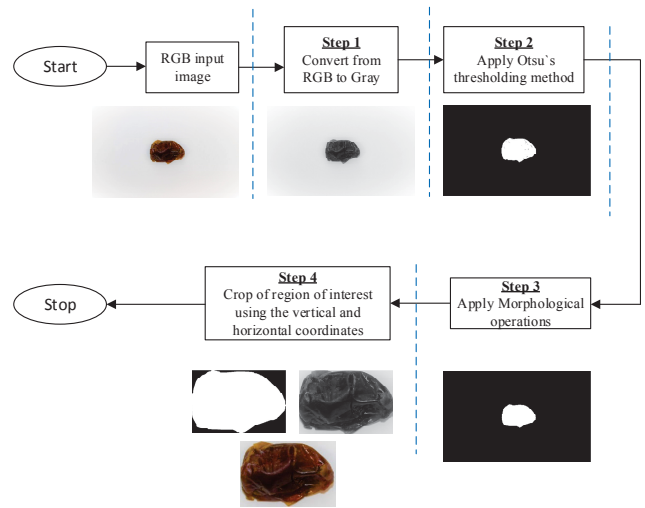 Start
RGB input
image
Step 1
Convert from
RGB to Gray
Step 2
Apply Otsu`s
thresholding method
Stop
Step 4
Crop of region of interest
using the vertical and
horizontal coordinates
Step 3
Apply Morphological
operations